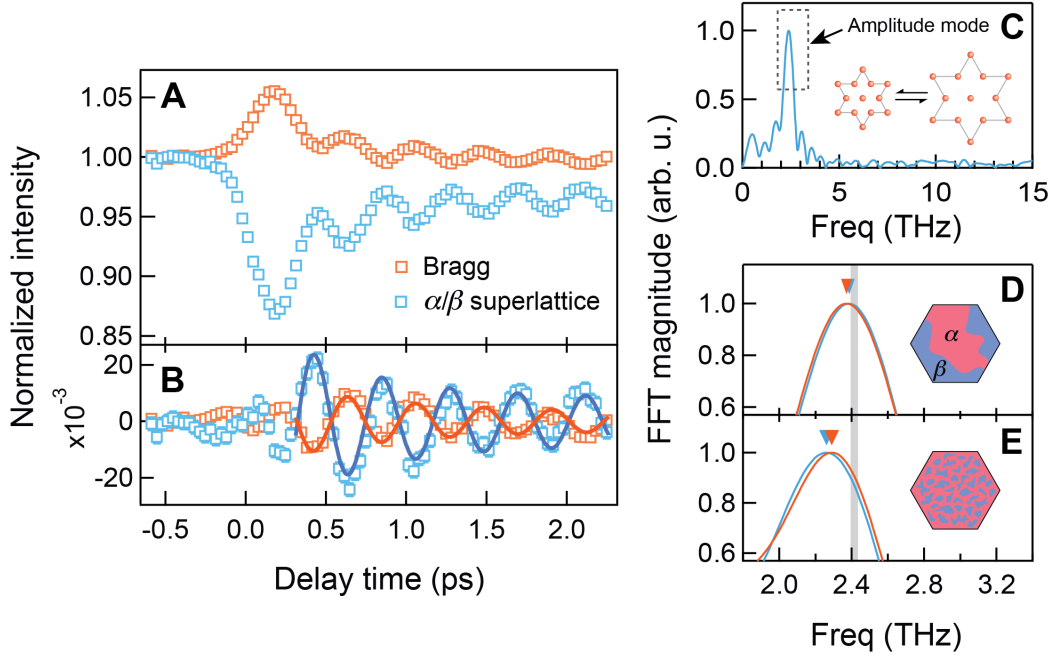 Normalized intensity
A
1.05
1.00
0.95
0.90
0.85
Bragg
α/β superlattice
B
x10⁻³
20
0
-20
-0.5
0.0
0.5
1.0
1.5
2.0
Delay time (ps)
FFT magnitude (arb. u.)
C
Amplitude mode
1.0
0.5
0.0
0
5
10
15
Freq (THz)
D
α
β
1.0
0.8
0.6
E
1.0
0.8
0.6
2.0
2.4
2.8
3.2
Freq (THz)